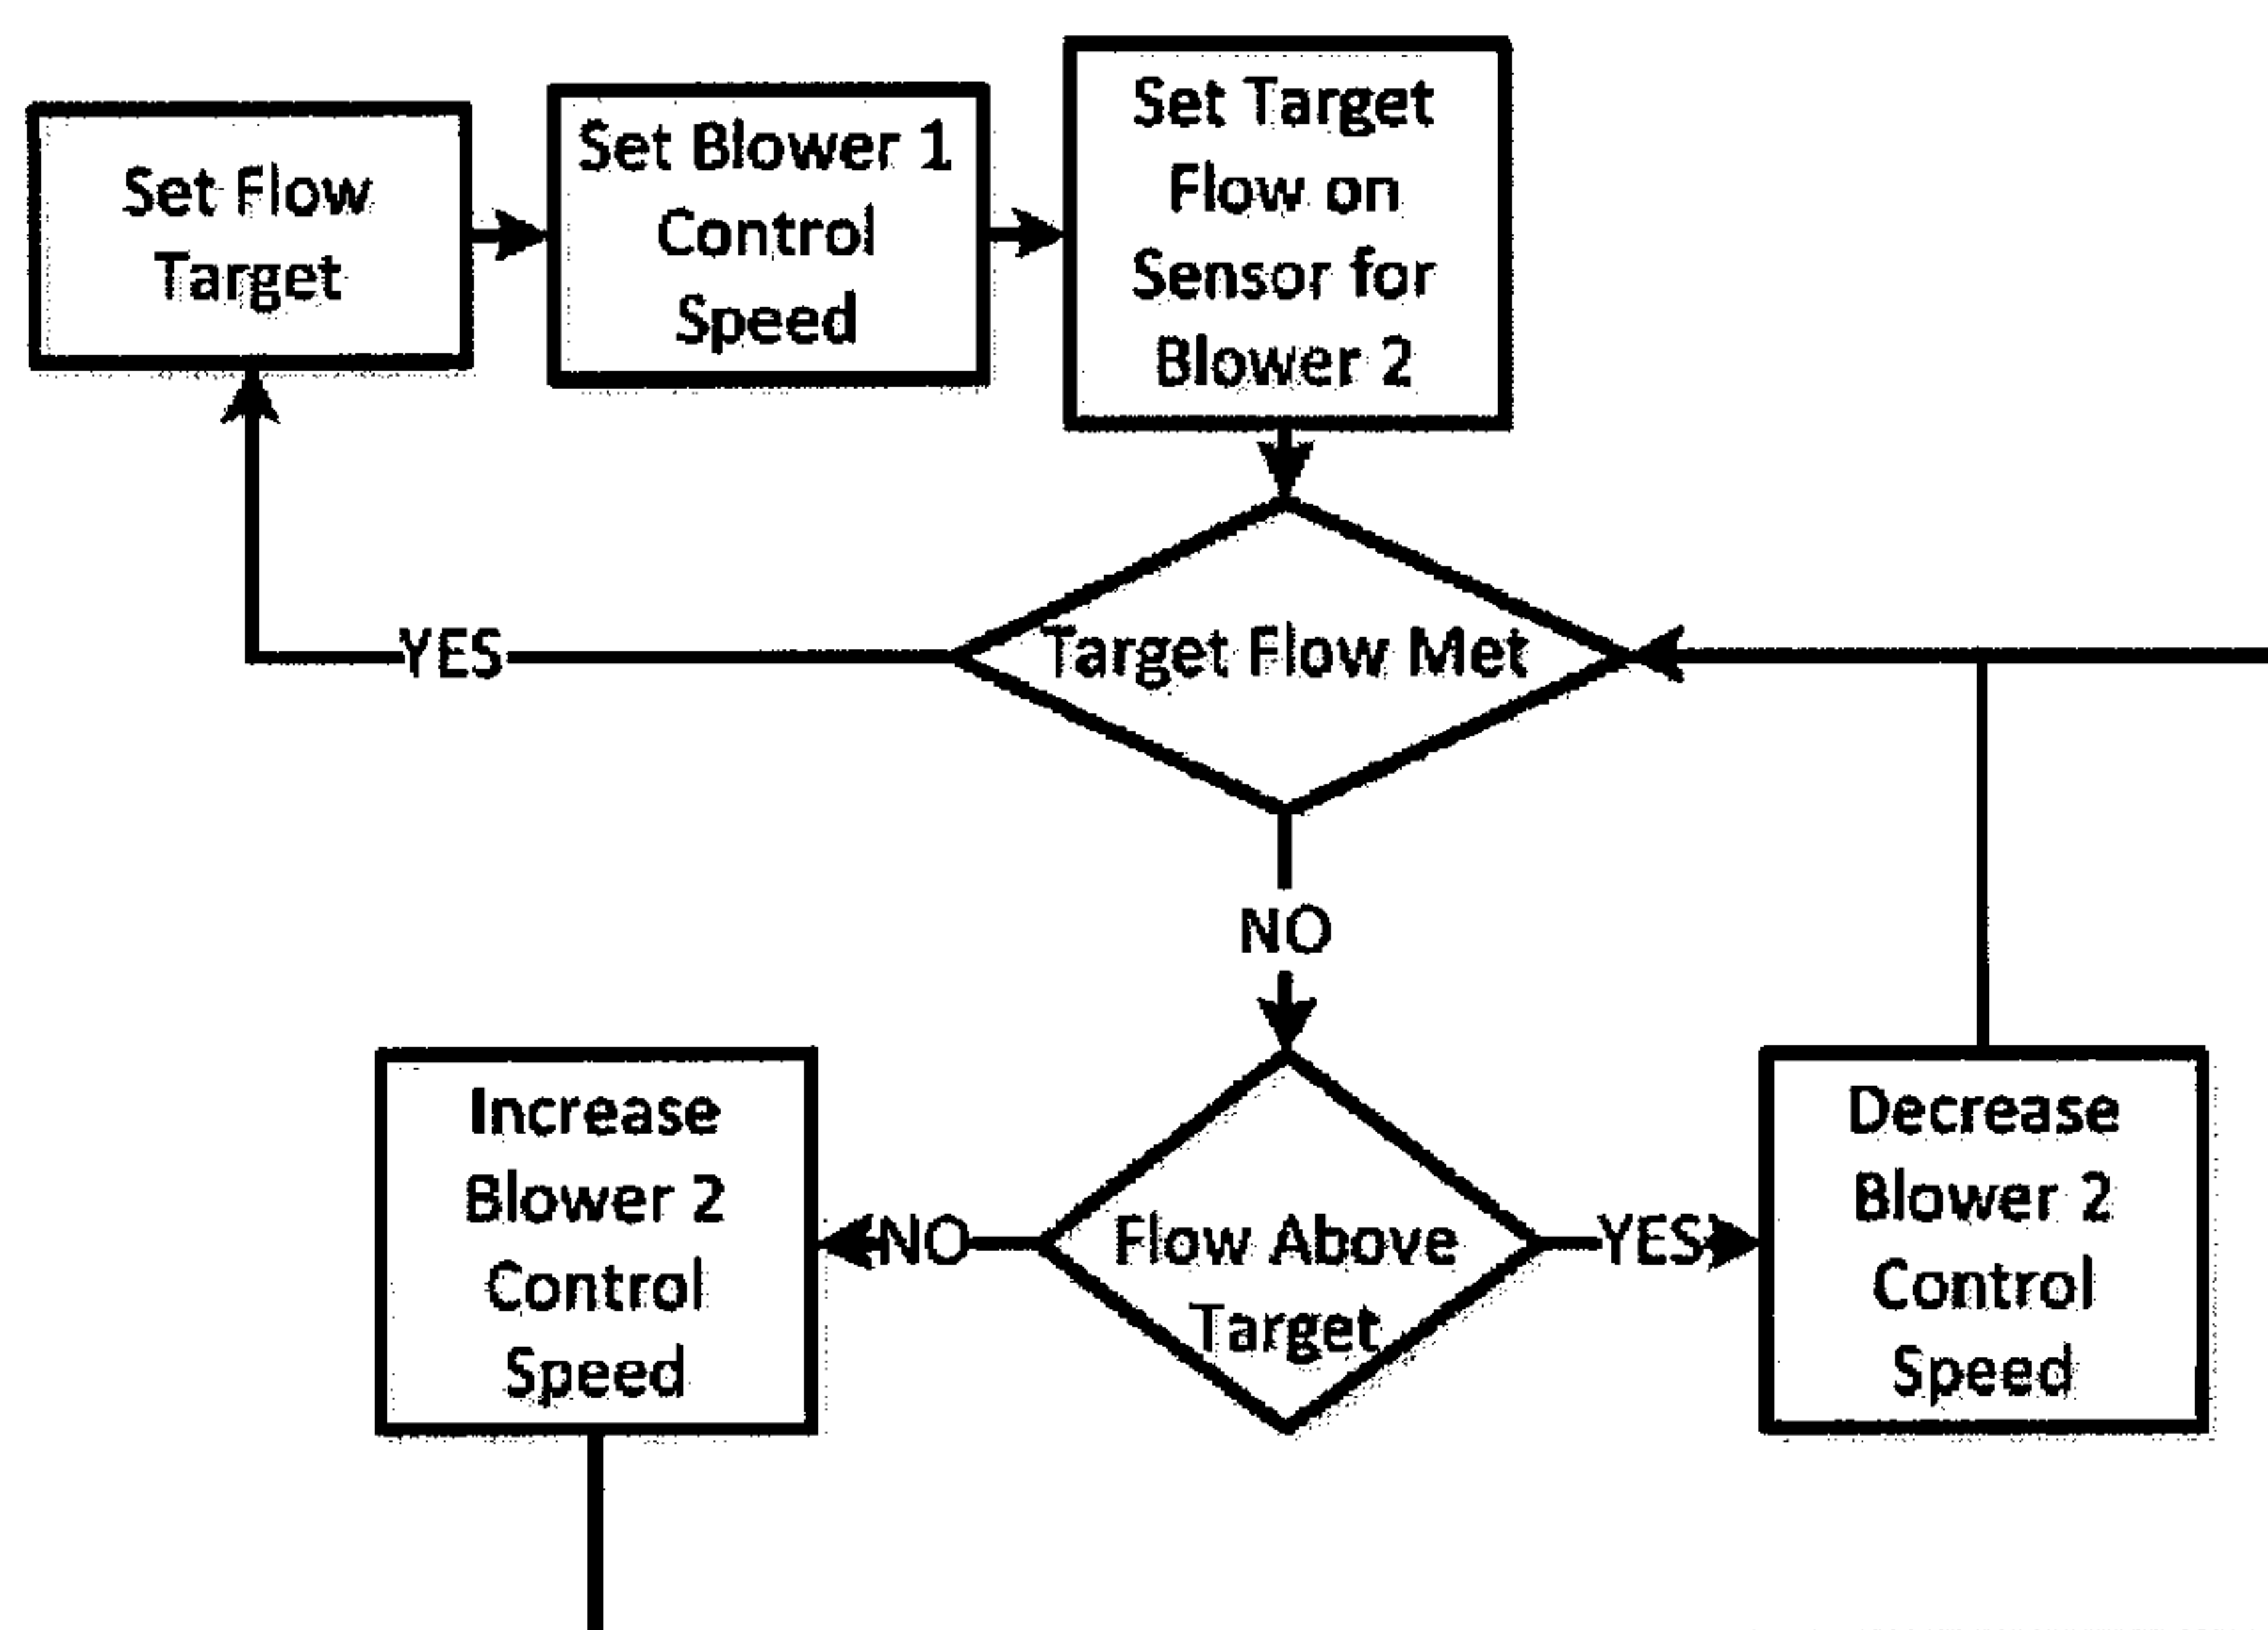 Set Flow
Target
Set Blower 1
Control
Speed
Set Target
Flow on
Sensor for
Blower 2
Target Flow Met
YES
NO
Increase
Blower 2
Control
Speed
NO
Flow Above
Target
YES
Decrease
Blower 2
Control
Speed